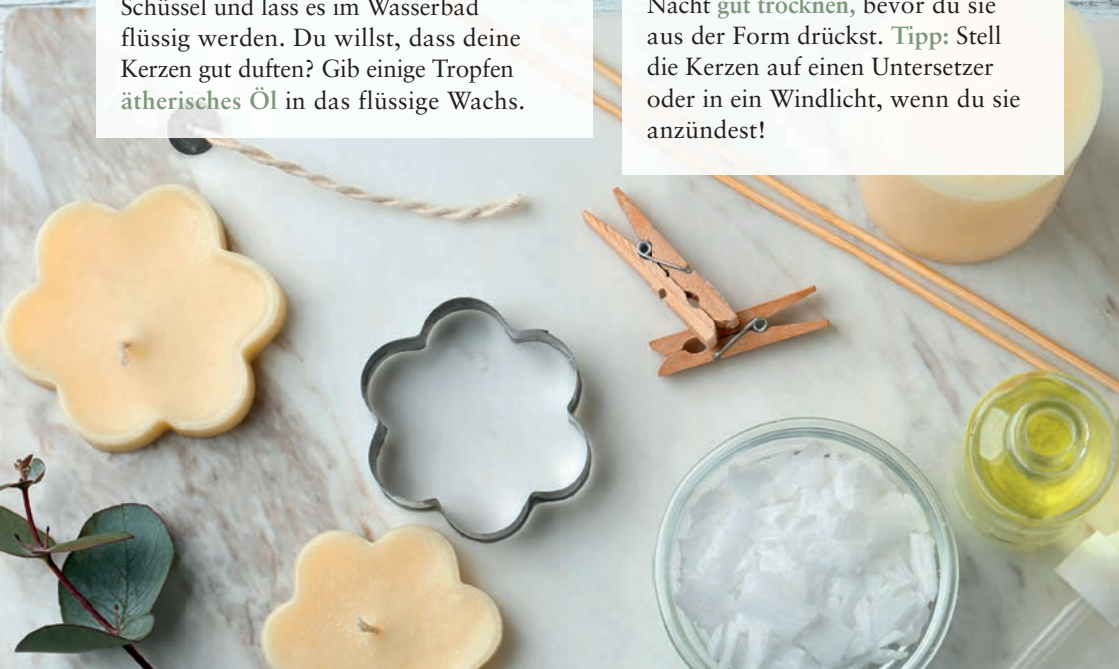 Schüssel und lass es im Wasserbad
flüssig werden. Du willst, dass deine
Kerzen gut duften? Gib einige Tropfen
ätherisches Öl in das flüssige Wachs.
Nacht gut trocknen, bevor du sie
aus der Form drückst. Tipp: Stell
die Kerzen auf einen Untersetzer
oder in ein Windlicht, wenn du sie
anzündest!